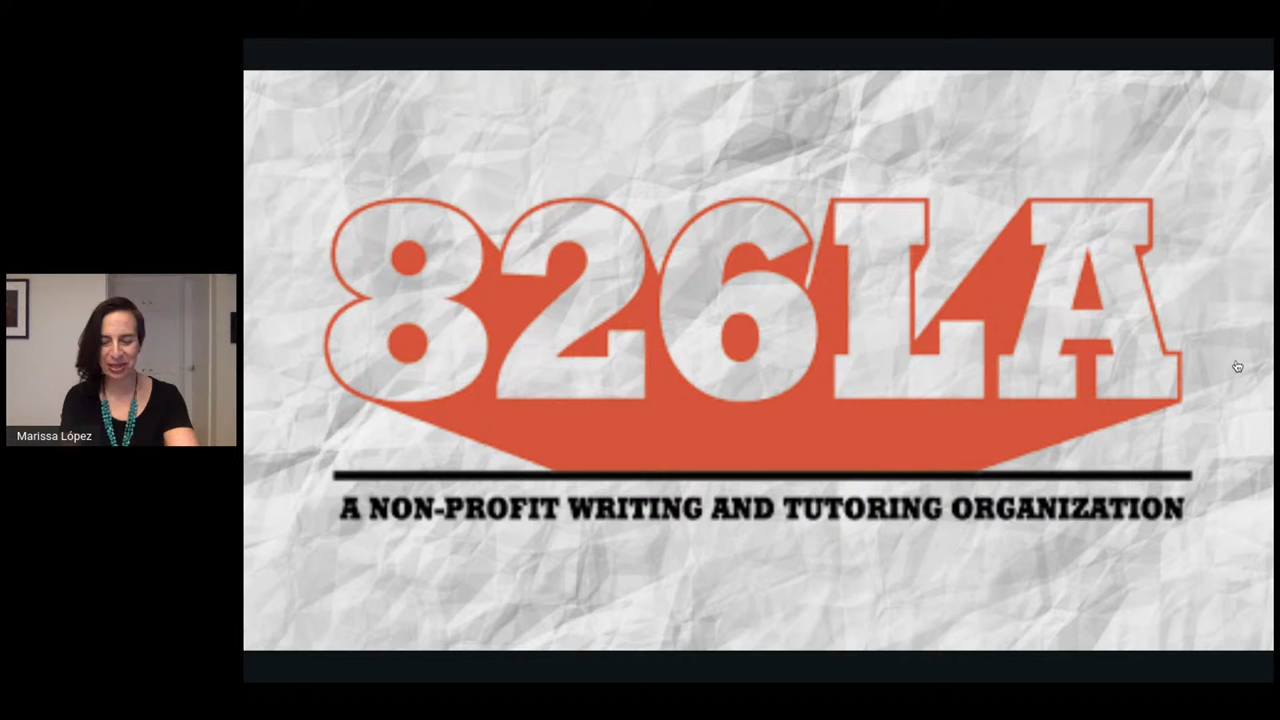 826LA
A NON-PROFIT WRITING AND TUTORING ORGANIZATION
Marissa López